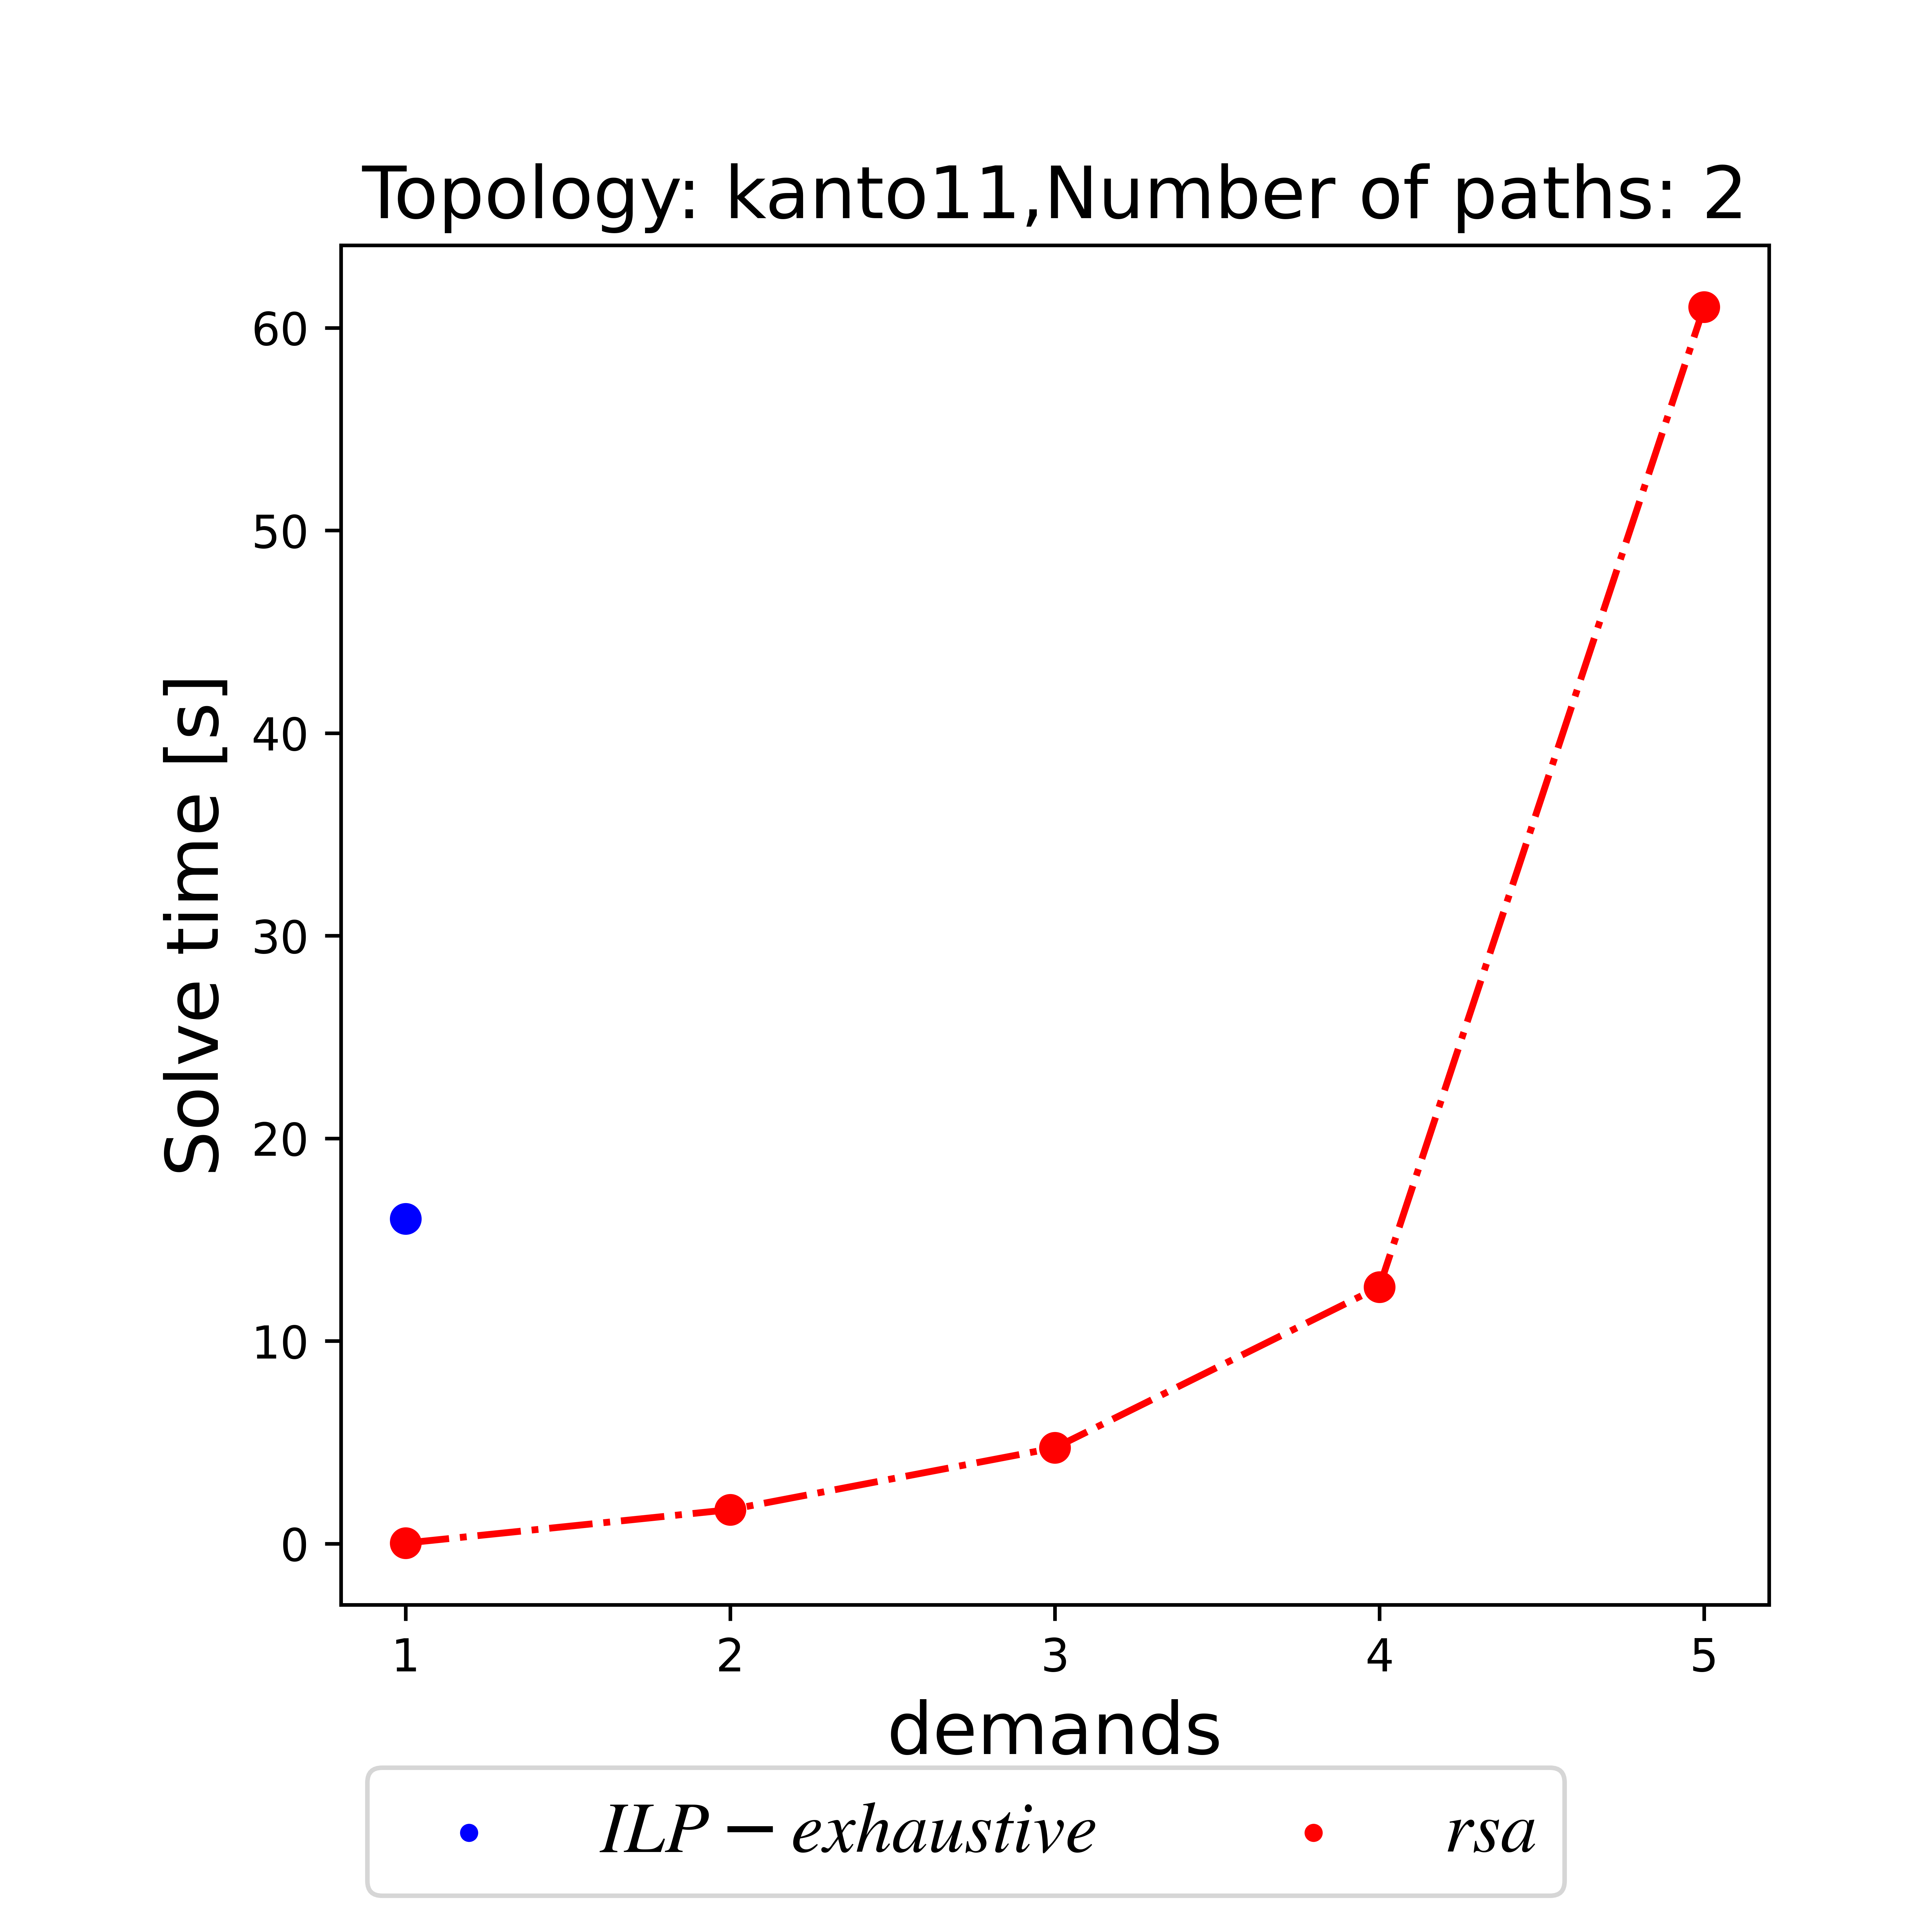 Topology: kanto11,Number of paths: 2
Solve time [s]
60
50
40
30
20
10
0
1 2 3 4 5
demands
ILP − exhaustive rsa